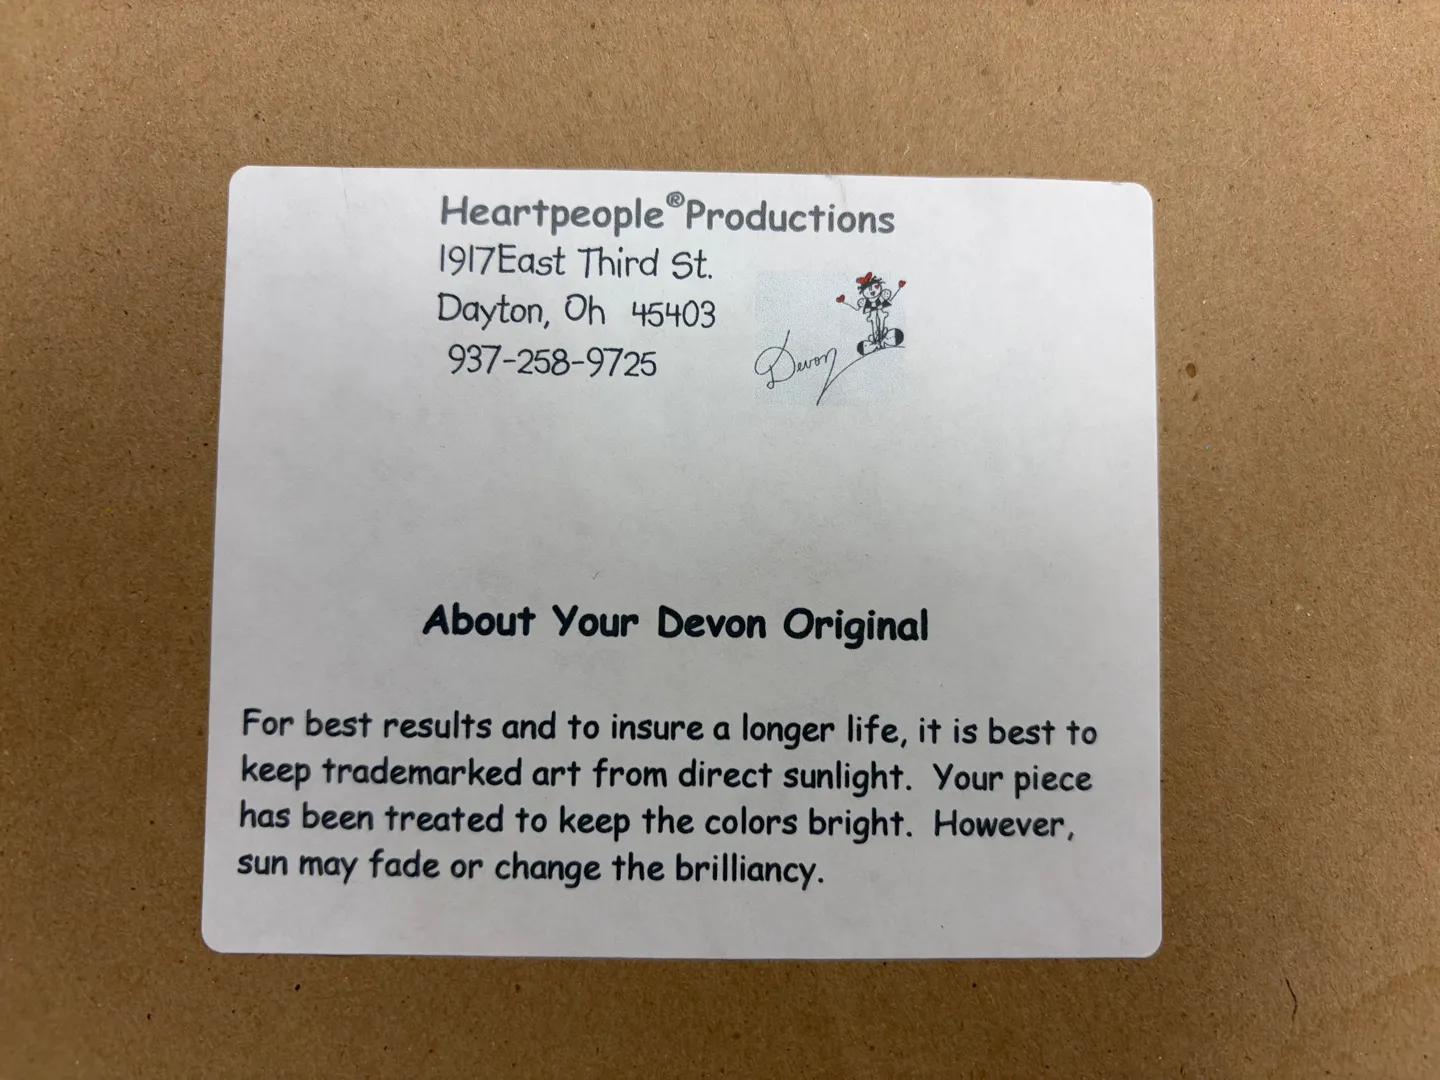 Heartpeople®Productions
1917East Third St.
Dayton, Oh 45403
937-258-9725
Devon
About Your Devon Original
For best results and to insure a longer life, it is best to
keep trademarked art from direct sunlight. Your piece
has been treated to keep the colors bright. However,
sun may fade or change the brilliancy.